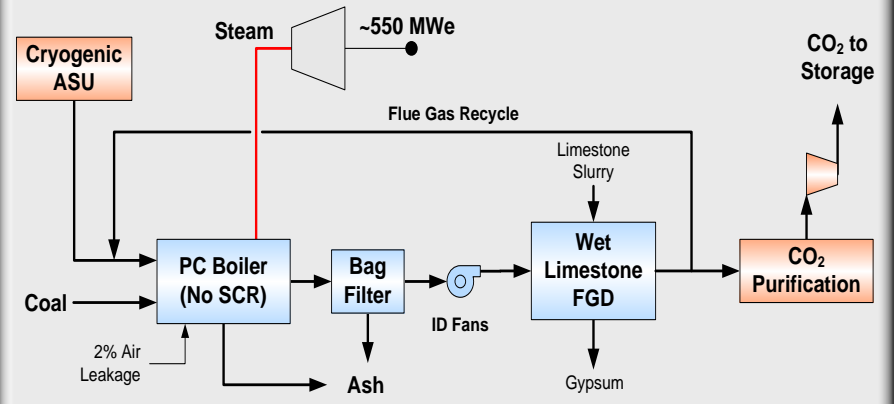 Steam
~550 MWe
Cryogenic
ASU
CO₂ to
Storage
Flue Gas Recycle
Limestone
Slurry
PC Boiler
(No SCR)
Bag
Filter
Wet
Limestone
FGD
CO₂
Purification
Coal
ID Fans
2% Air
Leakage
Ash
Gypsum